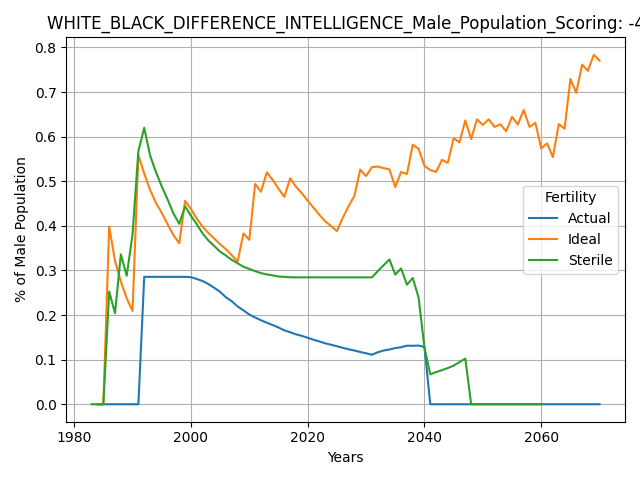 WHITE_BLACK_DIFFERENCE_INTELLIGENCE_Male_Population_Scoring: -4
0.8
0.7
0.6
0.5
0.4
0.3
0.2
0.1
0.0
% of Male Population
Fertility
Actual
Ideal
Sterile
1980 2000 2020 2040 2060
Years